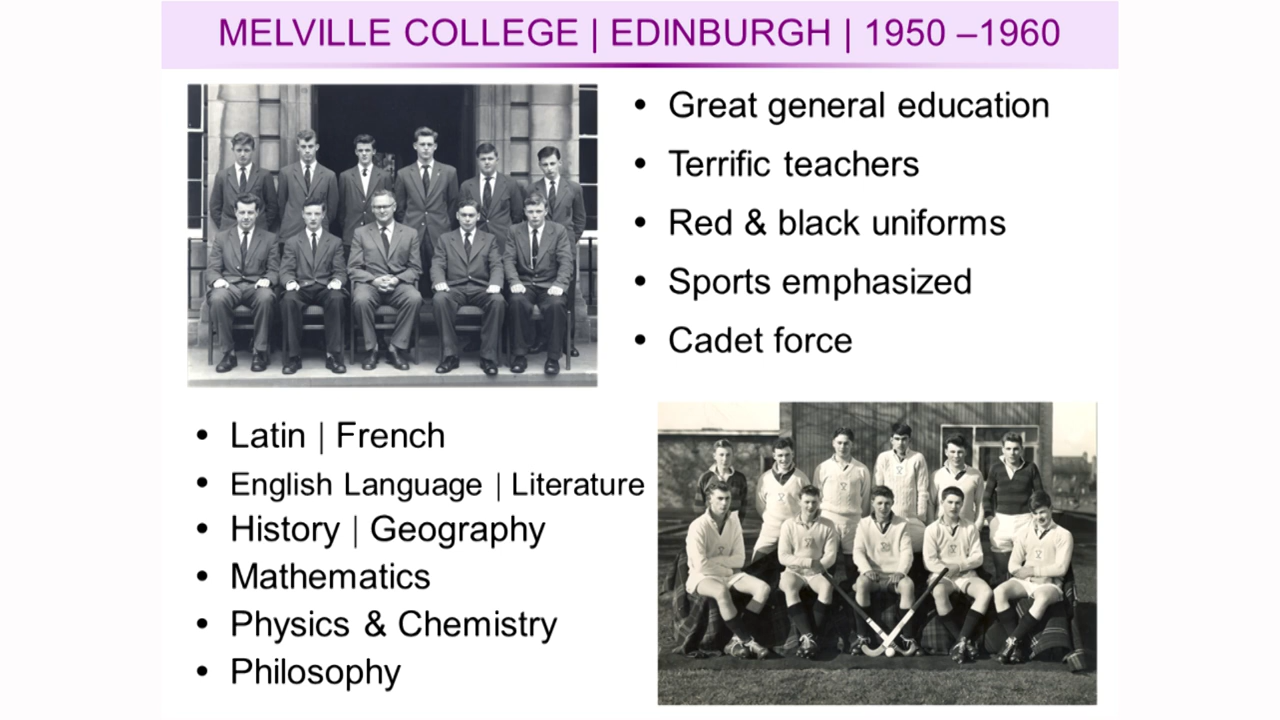 MELVILLE COLLEGE | EDINBURGH | 1950 –1960
• Great general education
• Terrific teachers
• Red & black uniforms
• Sports emphasized
• Cadet force
• Latin | French
• English Language | Literature
• History | Geography
• Mathematics
• Physics & Chemistry
• Philosophy